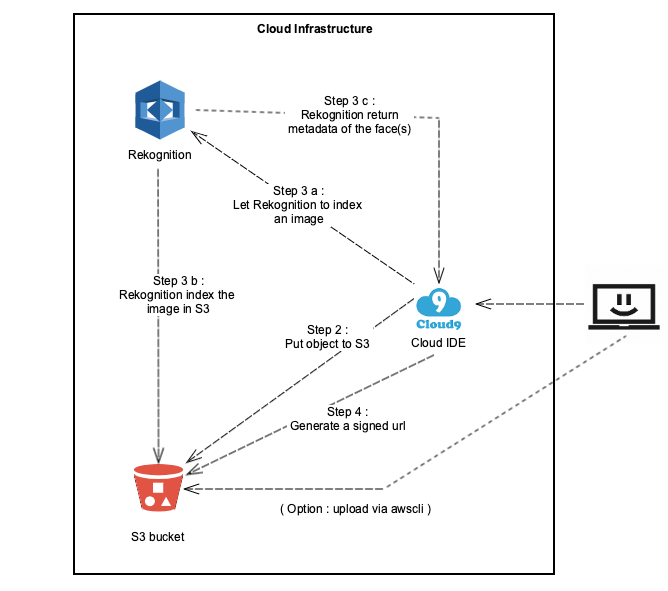 Cloud Infrastructure
Step 3 c :
Rekognition return
metadata of the face(s)
Rekognition
Step 3 a :
Let Rekognition to index
an image
Step 3 b :
Rekognition index the
image in S3
9
Cloud9
Cloud IDE
Step 2 :
Put object to S3
Step 4 :
Generate a signed url
( Option : upload via awscli )
S3 bucket